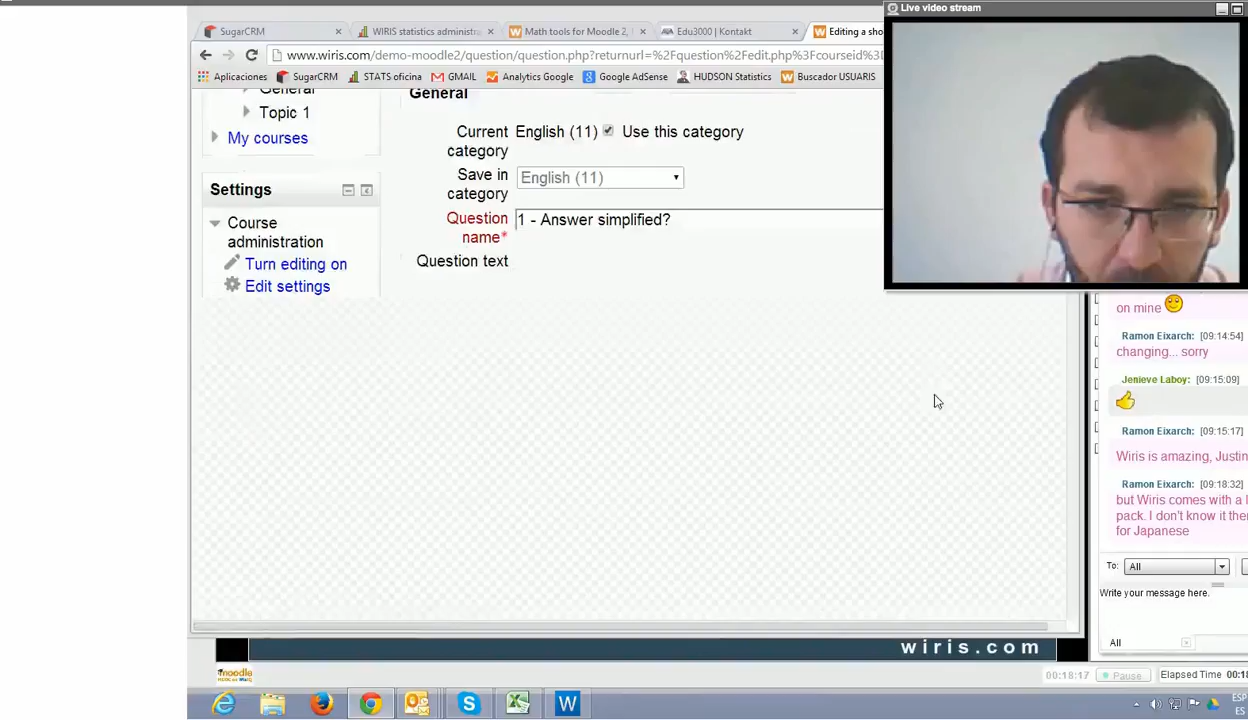 Live video stream
SugarCRM
WIRIS statistics administra
Math tools for Moodle 2,
Edu3000 | Kontakt
Editing a sho
www.wiris.com/demo-moodle2/question/question.php?returnurl=%2Fquestion%2Fedit.php%3Fcourseid%
Aplicaciones
SugarCRM
STATS oficina
GMAIL
Analytics Google
Google AdSense
HUDSON Statistics
Buscador USUARIS
General
Topic 1
My courses
Settings
Course
administration
Turn editing on
Edit settings
General
Current
category
English (11)
Use this category
Save in
category
English (11)
Question
name*
1 - Answer simplified?
Question text
on mine
Ramon Eixarch: [09:14:54]
changing... sorry
Jenieve Laboy: [09:15:09]
Ramon Eixarch: [09:15:17]
Wiris is amazing, Justin
Ramon Eixarch: [09:18:32]
but Wiris comes with a l
pack. I don't know it the
for Japanese
To:
All
Write your message here.
All
wiris.com
moodle
00:18:17
Pause
Elapsed Time
00:18
ESP
ES